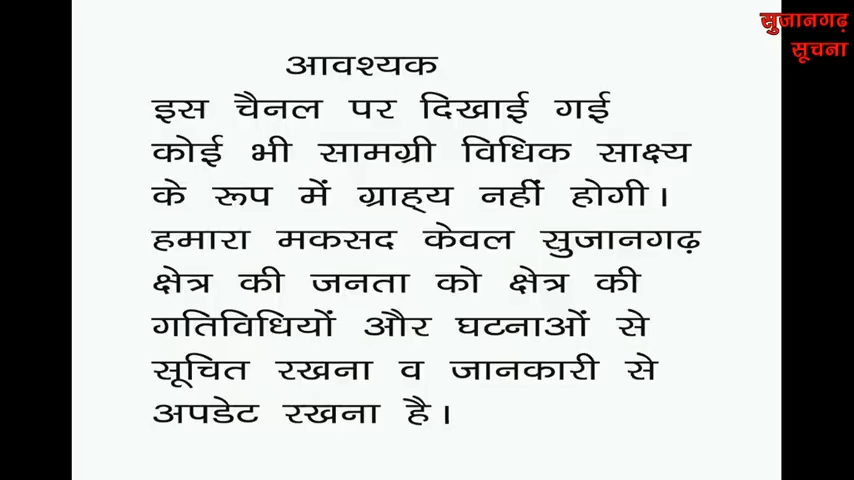 सुजानगढ़
सूचना
आवश्यक
इस चैनल पर दिखाई गई
कोई भी सामग्री विधिक साक्ष्य
के रूप में ग्राह्य नहीं होगी।
हमारा मकसद केवल सुजानगढ़
क्षेत्र की जनता को क्षेत्र की
गतिविधियों और घटनाओं से
सूचित रखना व जानकारी से
अपडेट रखना है।